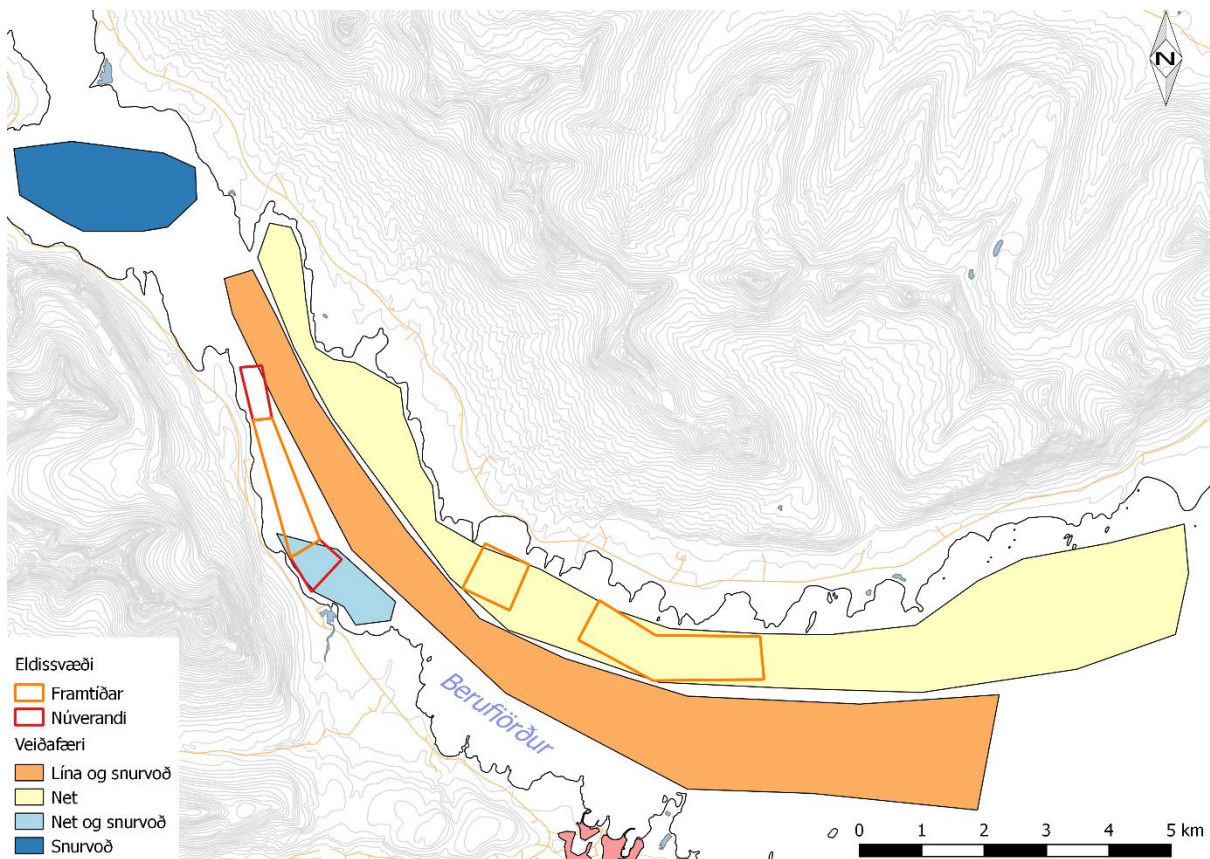 N
Eldissvæði
Framtíðar
Núverandi
Veiðafæri
Lína og snurvoð
Net
Net og snurvoð
Snurvoð
Berufjörður
0 1 2 3 4 5 km